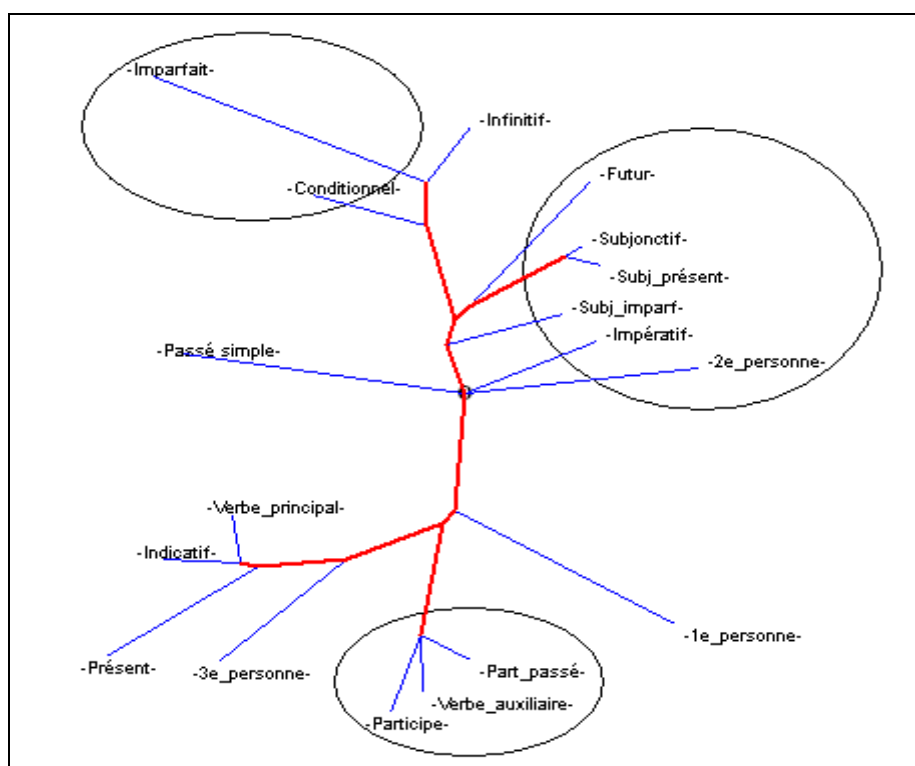 -Imparfait-
-Infinitif-
-Futur-
-Conditionnel-
-Subjonctif-
-Subj_présent-
-Subj_imparf-
-Impératif-
-Passé simple-
-2e_personne-
-Verbe_principal-
-Indicatif-
-1e_personne-
-Présent-
-3e_personne-
-Part_passé-
-Verbe_auxiliaire-
-Participe-